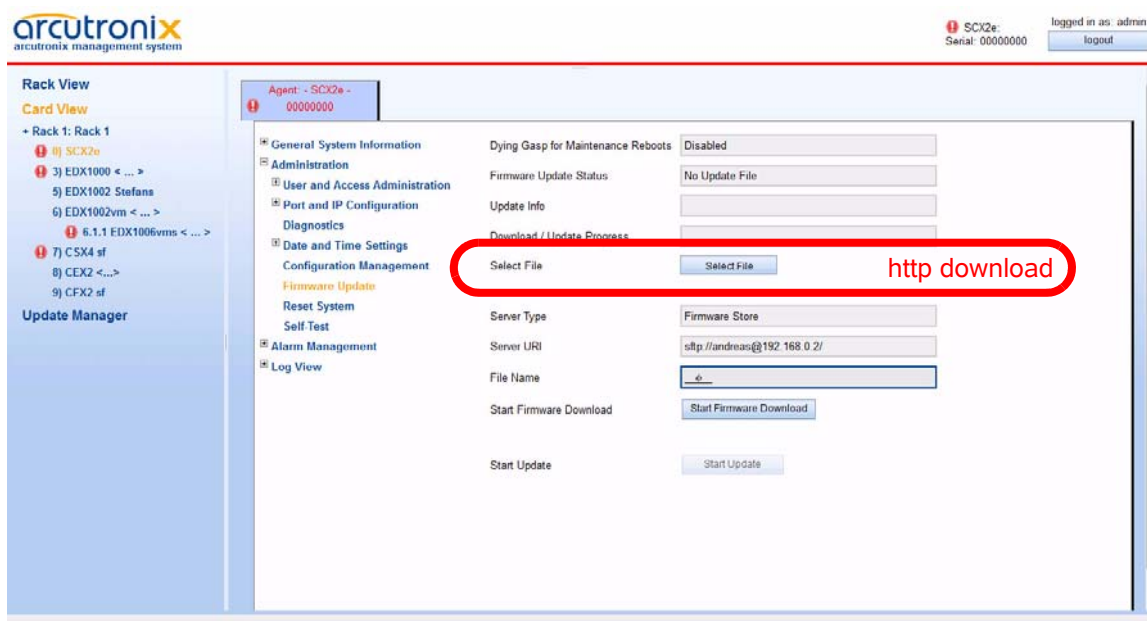 arcutronix
arcutronix management system
SCX2e:
Serial: 00000000
logged in as: admin
logout
Rack View
Card View
+ Rack 1: Rack 1
0) SCX2e
3) EDX1000 < ... >
5) EDX1002 Stefans
6) EDX1002vm < ... >
6.1.1 EDX1006vms < ... >
7) CSX4 sf
8) CEX2 <...>
9) CFX2 sf
Update Manager
Agent: - SCX2e -
00000000
General System Information
Administration
User and Access Administration
Port and IP Configuration
Diagnostics
Date and Time Settings
Configuration Management
Firmware Update
Reset System
Self-Test
Alarm Management
Log View
Dying Gasp for Maintenance Reboots Disabled
Firmware Update Status No Update File
Update Info
Download / Update Progress
Select File Select File http download
Server Type Firmware Store
Server URI sftp://andreas@192.168.0.2/
File Name
Start Firmware Download Start Firmware Download
Start Update Start Update